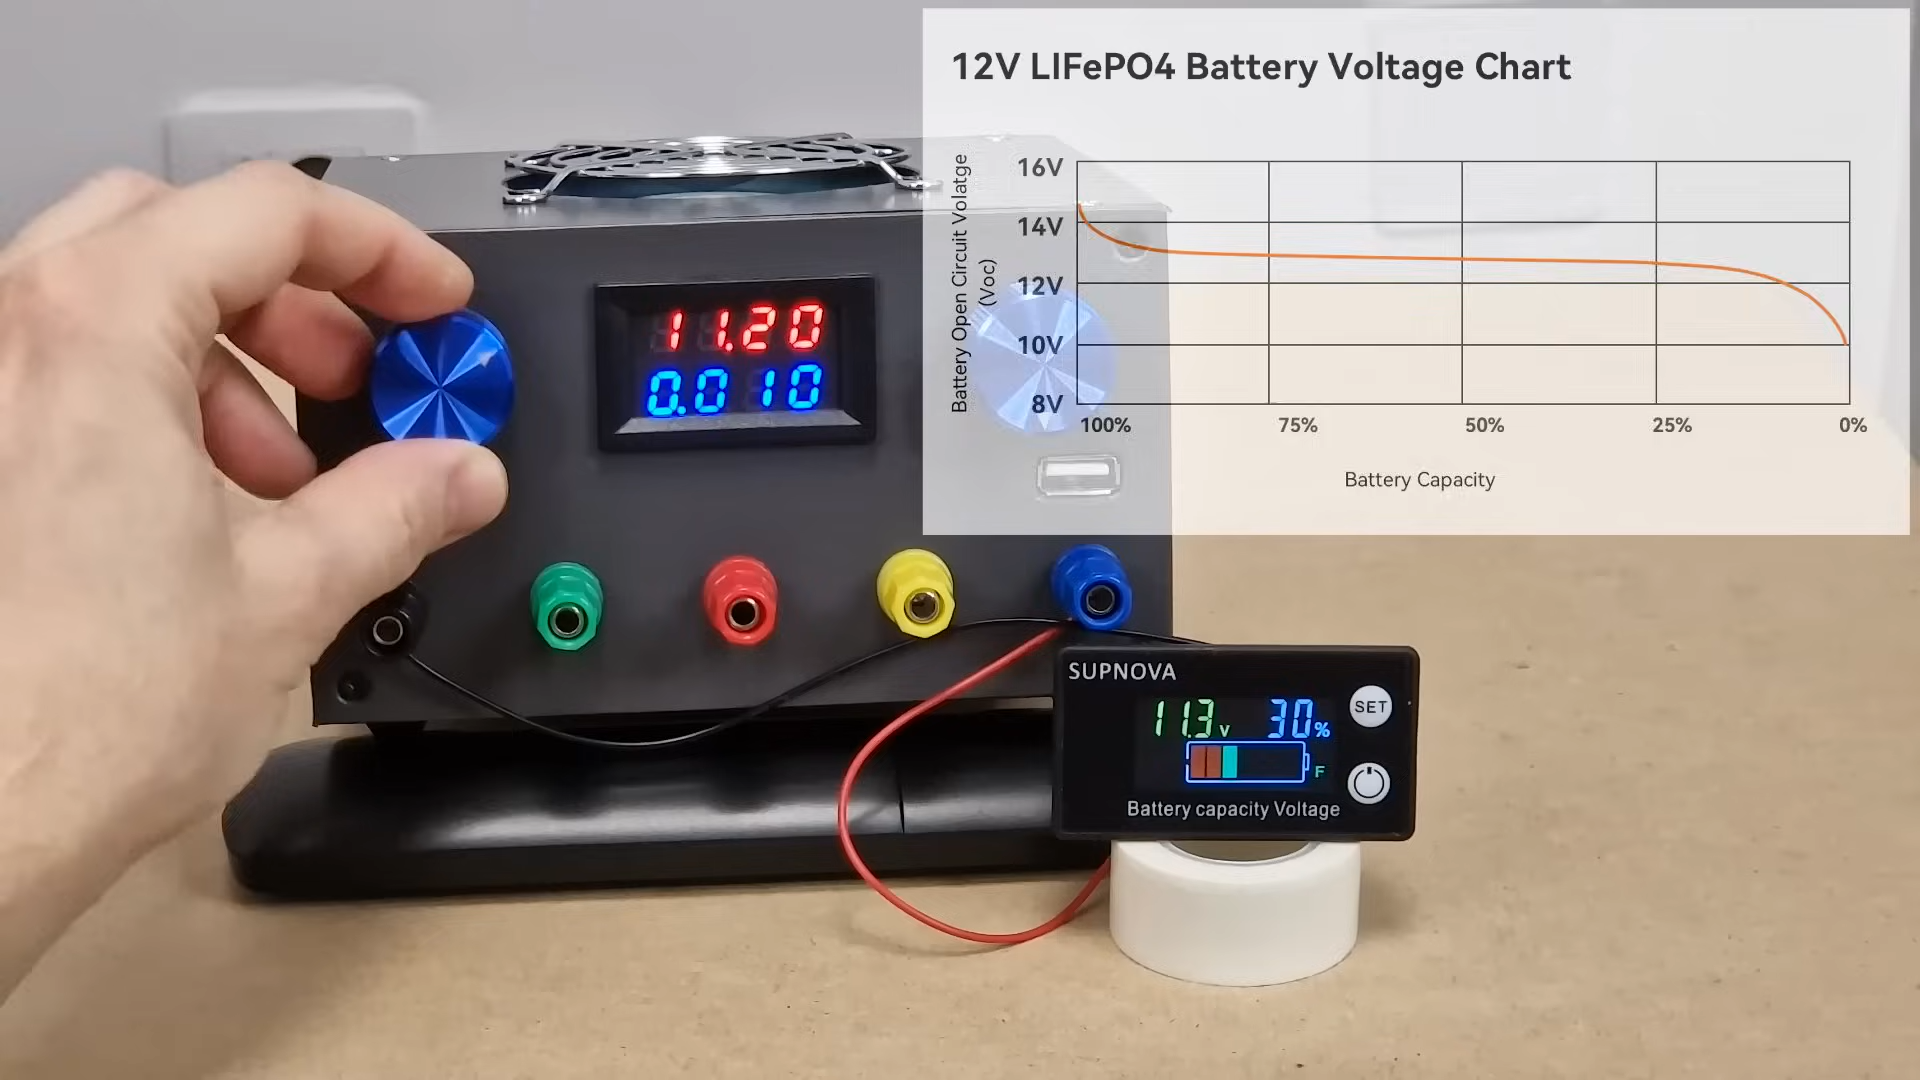 12V LIFePO4 Battery Voltage Chart
Battery Open Circuit Volatge
(Voc)
16V
14V
12V
10V
8V
100% 75% 50% 25% 0%
Battery Capacity
11.20
0.010
SUPNOVA
11.3 v 30 %
SET
F
Battery capacity Voltage